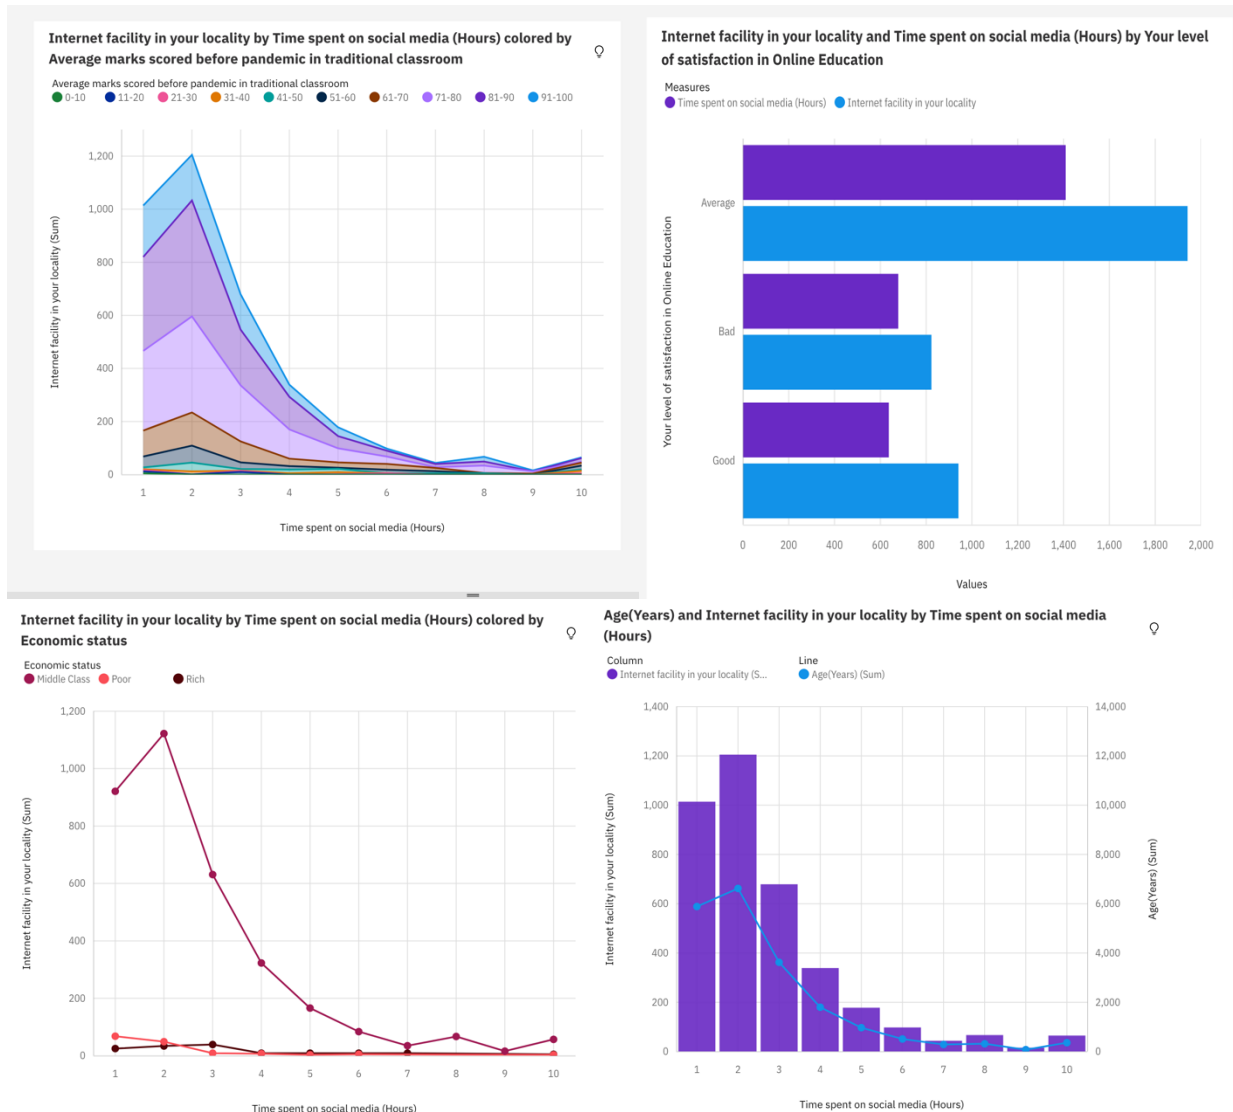 Internet facility in your locality by Time spent on social media (Hours) colored by
Average marks scored before pandemic in traditional classroom
Average marks scored before pandemic in traditional classroom
0-10 11-20 21-30 31-40 41-50 51-60 61-70 71-80 81-90 91-100
Internet facility in your locality (Sum)
1,200
1,000
800
600
400
200
0
1 2 3 4 5 6 7 8 9 10
Time spent on social media (Hours)
Internet facility in your locality and Time spent on social media (Hours) by Your level
of satisfaction in Online Education
Measures
Time spent on social media (Hours) Internet facility in your locality
Your level of satisfaction in Online Education
Average
Bad
Good
0 200 400 600 800 1,000 1,200 1,400 1,600 1,800 2,000
Values
Internet facility in your locality by Time spent on social media (Hours) colored by
Economic status
Economic status
Middle Class Poor Rich
Internet facility in your locality (Sum)
1,200
1,000
800
600
400
200
0
1 2 3 4 5 6 7 8 9 10
Time spent on social media (Hours)
Age(Years) and Internet facility in your locality by Time spent on social media
(Hours)
Column Line
Internet facility in your locality (S... Age(Years) (Sum)
Internet facility in your locality (Sum)
1,400 14,000
1,200 12,000
1,000 10,000
800 8,000
600 6,000
400 4,000
200 2,000
0 0
Age(Years) (Sum)
1 2 3 4 5 6 7 8 9 10
Time spent on social media (Hours)